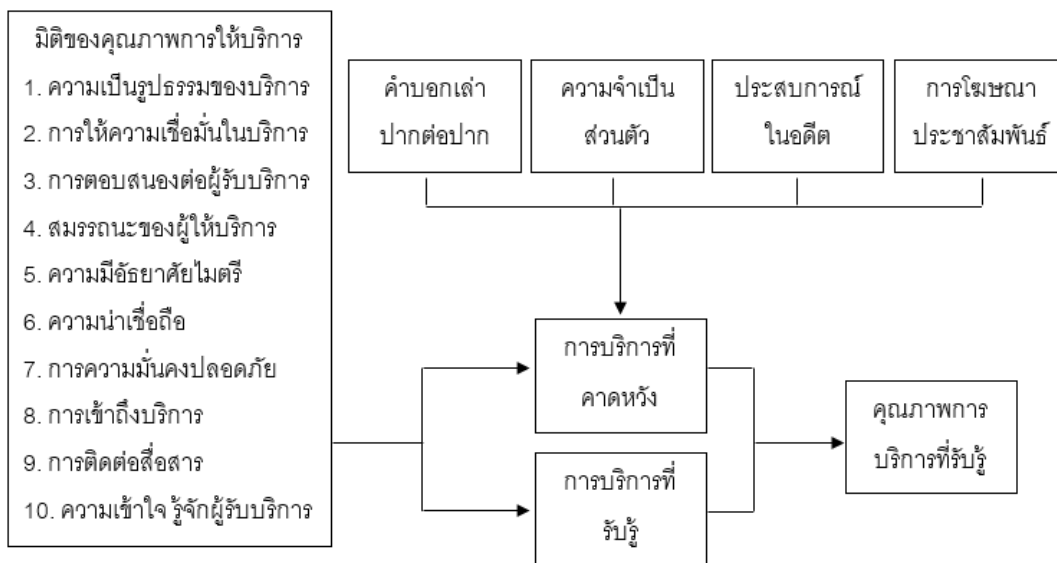 มิติของคุณภาพการให้บริการ
1. ความเป็นรูปธรรมของบริการ
2. การให้ความเชื่อมั่นในบริการ
3. การตอบสนองต่อผู้รับบริการ
4. สมรรถนะของผู้ให้บริการ
5. ความมีอัธยาศัยไมตรี
6. ความน่าเชื่อถือ
7. การความมั่นคงปลอดภัย
8. การเข้าถึงบริการ
9. การติดต่อสื่อสาร
10. ความเข้าใจ รู้จักผู้รับบริการ
คำบอกเล่า
ปากต่อปาก
ความจำเป็น
ส่วนตัว
ประสบการณ์
ในอดีต
การโฆษณา
ประชาสัมพันธ์
การบริการที่
คาดหวัง
การบริการที่
รับรู้
คุณภาพการ
บริการที่รับรู้